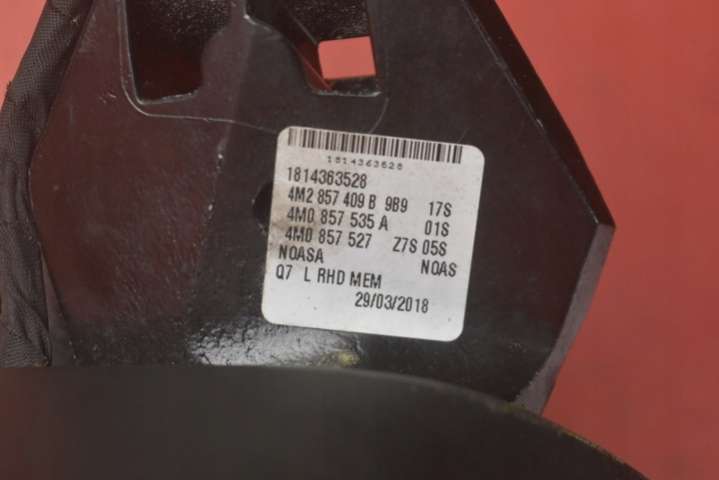 1814363528
1814363528
4M2 857 409 B 9B9 17S
4M0 857 535 A 01S
4M0 857 527 Z7S 05S
NOASA NOAS
Q7 L RHD MEM
29/03/2018